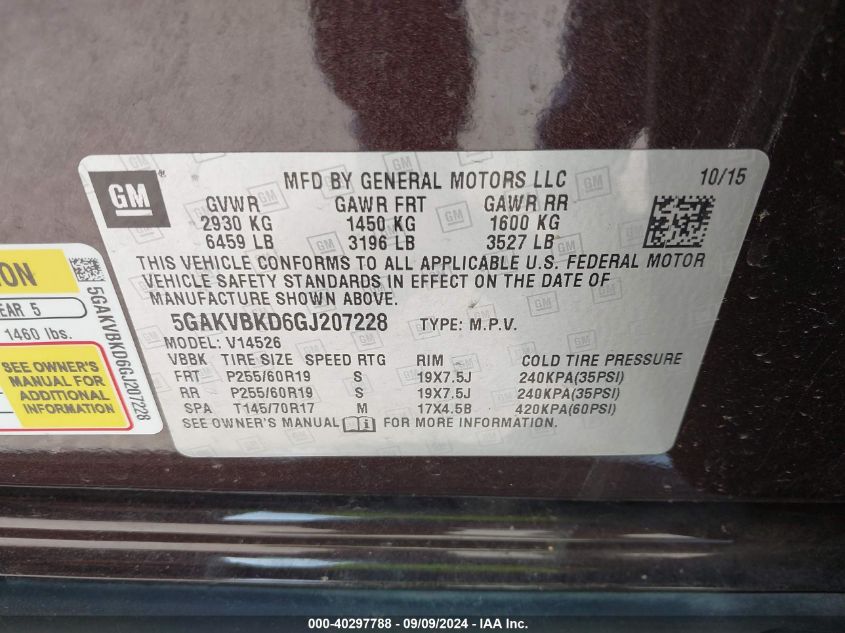 GM
MFD BY GENERAL MOTORS LLC 10/15
GVWR GAWR FRT GAWR RR
2930 KG 1450 KG 1600 KG
6459 LB 3196 LB 3527 LB
THIS VEHICLE CONFORMS TO ALL APPLICABLE U.S. FEDERAL MOTOR
VEHICLE SAFETY STANDARDS IN EFFECT ON THE DATE OF
MANUFACTURE SHOWN ABOVE.
5GAKVBKD6GJ207228 TYPE: M.P.V.
MODEL: V14526
VBBK TIRE SIZE SPEED RTG RIM COLD TIRE PRESSURE
FRT P255/60R19 S 19X7.5J 240KPA(35PSI)
RR P255/60R19 S 19X7.5J 240KPA(35PSI)
SPA T145/70R17 M 17X4.5B 420KPA(60PSI)
SEE OWNER'S MANUAL FOR MORE INFORMATION.
5GAKVBKD6GJ207228
EAR 5
1460 lbs.
SEE OWNER'S
MANUAL FOR
ADDITIONAL
INFORMATION
000-40297788 - 09/09/2024 - IAA Inc.